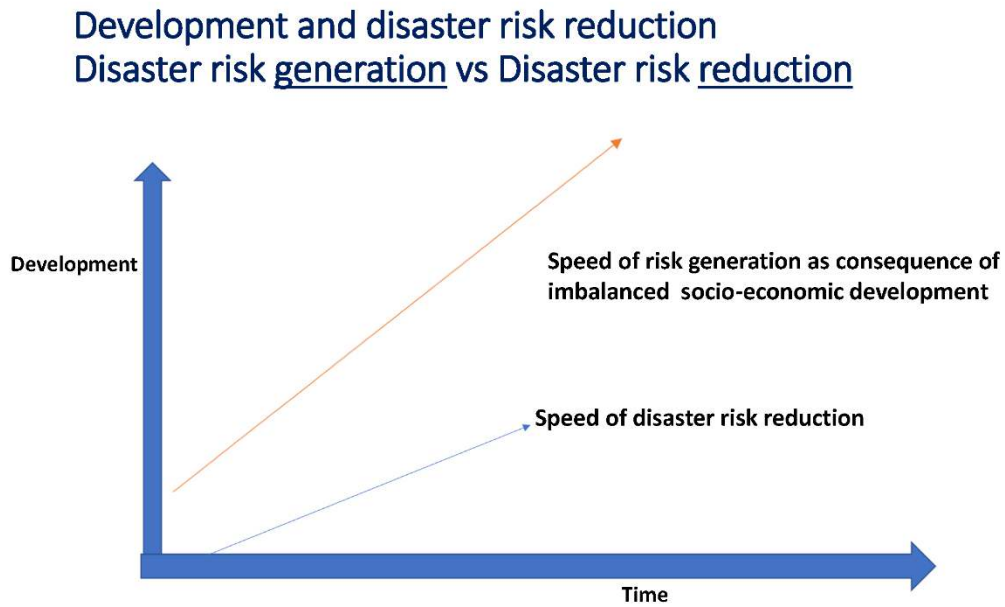 Development and disaster risk reduction
Disaster risk generation vs Disaster risk reduction
Development
Speed of risk generation as consequence of
imbalanced socio-economic development
Speed of disaster risk reduction
Time